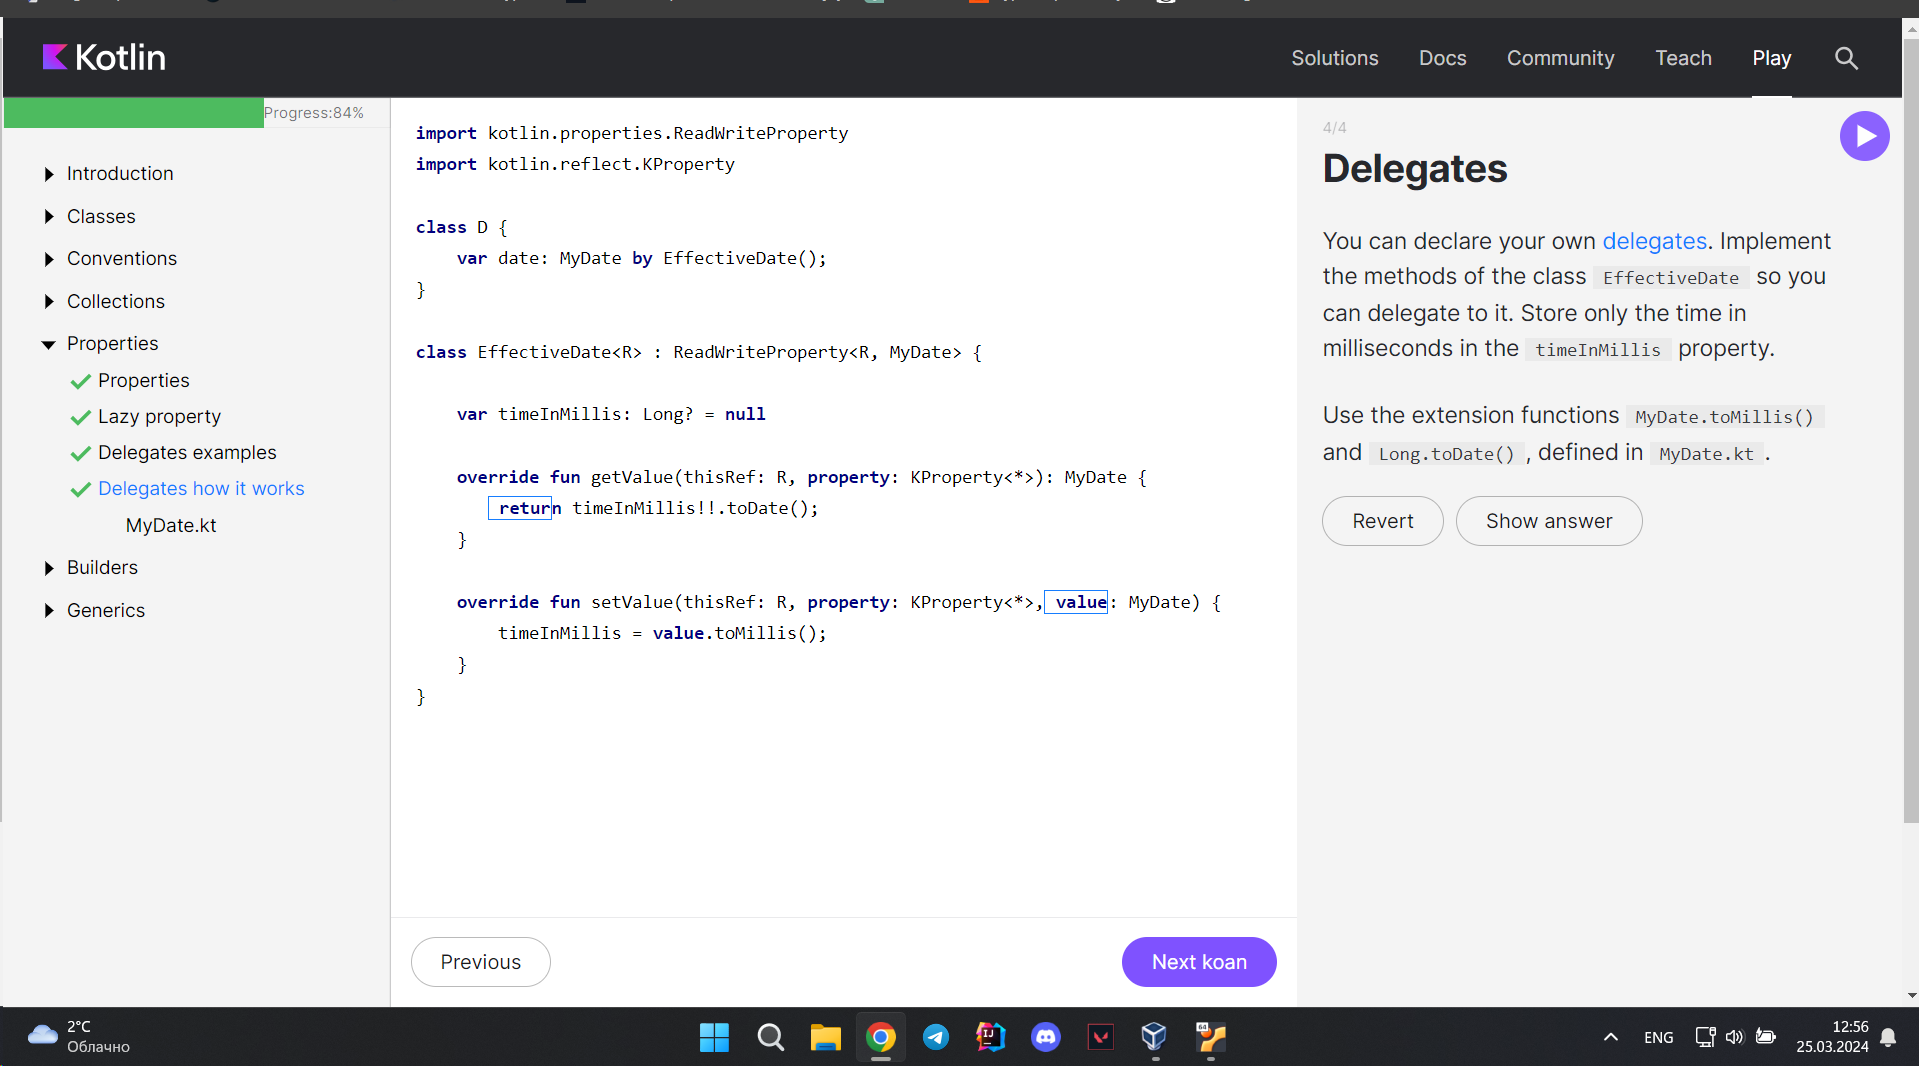 Kotlin
Solutions Docs Community Teach Play
Progress:84%
Introduction
Classes
Conventions
Collections
Properties
Properties
Lazy property
Delegates examples
Delegates how it works
MyDate.kt
Builders
Generics
import kotlin.properties.ReadWriteProperty
import kotlin.reflect.KProperty
class D {
var date: MyDate by EffectiveDate();
}
class EffectiveDate<R> : ReadWriteProperty<R, MyDate> {
var timeInMillis: Long? = null
override fun getValue(thisRef: R, property: KProperty<*>): MyDate {
return timeInMillis!!.toDate();
}
override fun setValue(thisRef: R, property: KProperty<*>, value: MyDate) {
timeInMillis = value.toMillis();
}
}
Previous
Next koan
4/4
Delegates
You can declare your own delegates. Implement
the methods of the class EffectiveDate so you
can delegate to it. Store only the time in
milliseconds in the timeInMillis property.
Use the extension functions MyDate.toMillis()
and Long.toDate() , defined in MyDate.kt .
Revert
Show answer
2°C
Облачно
64
ENG
12:56
25.03.2024